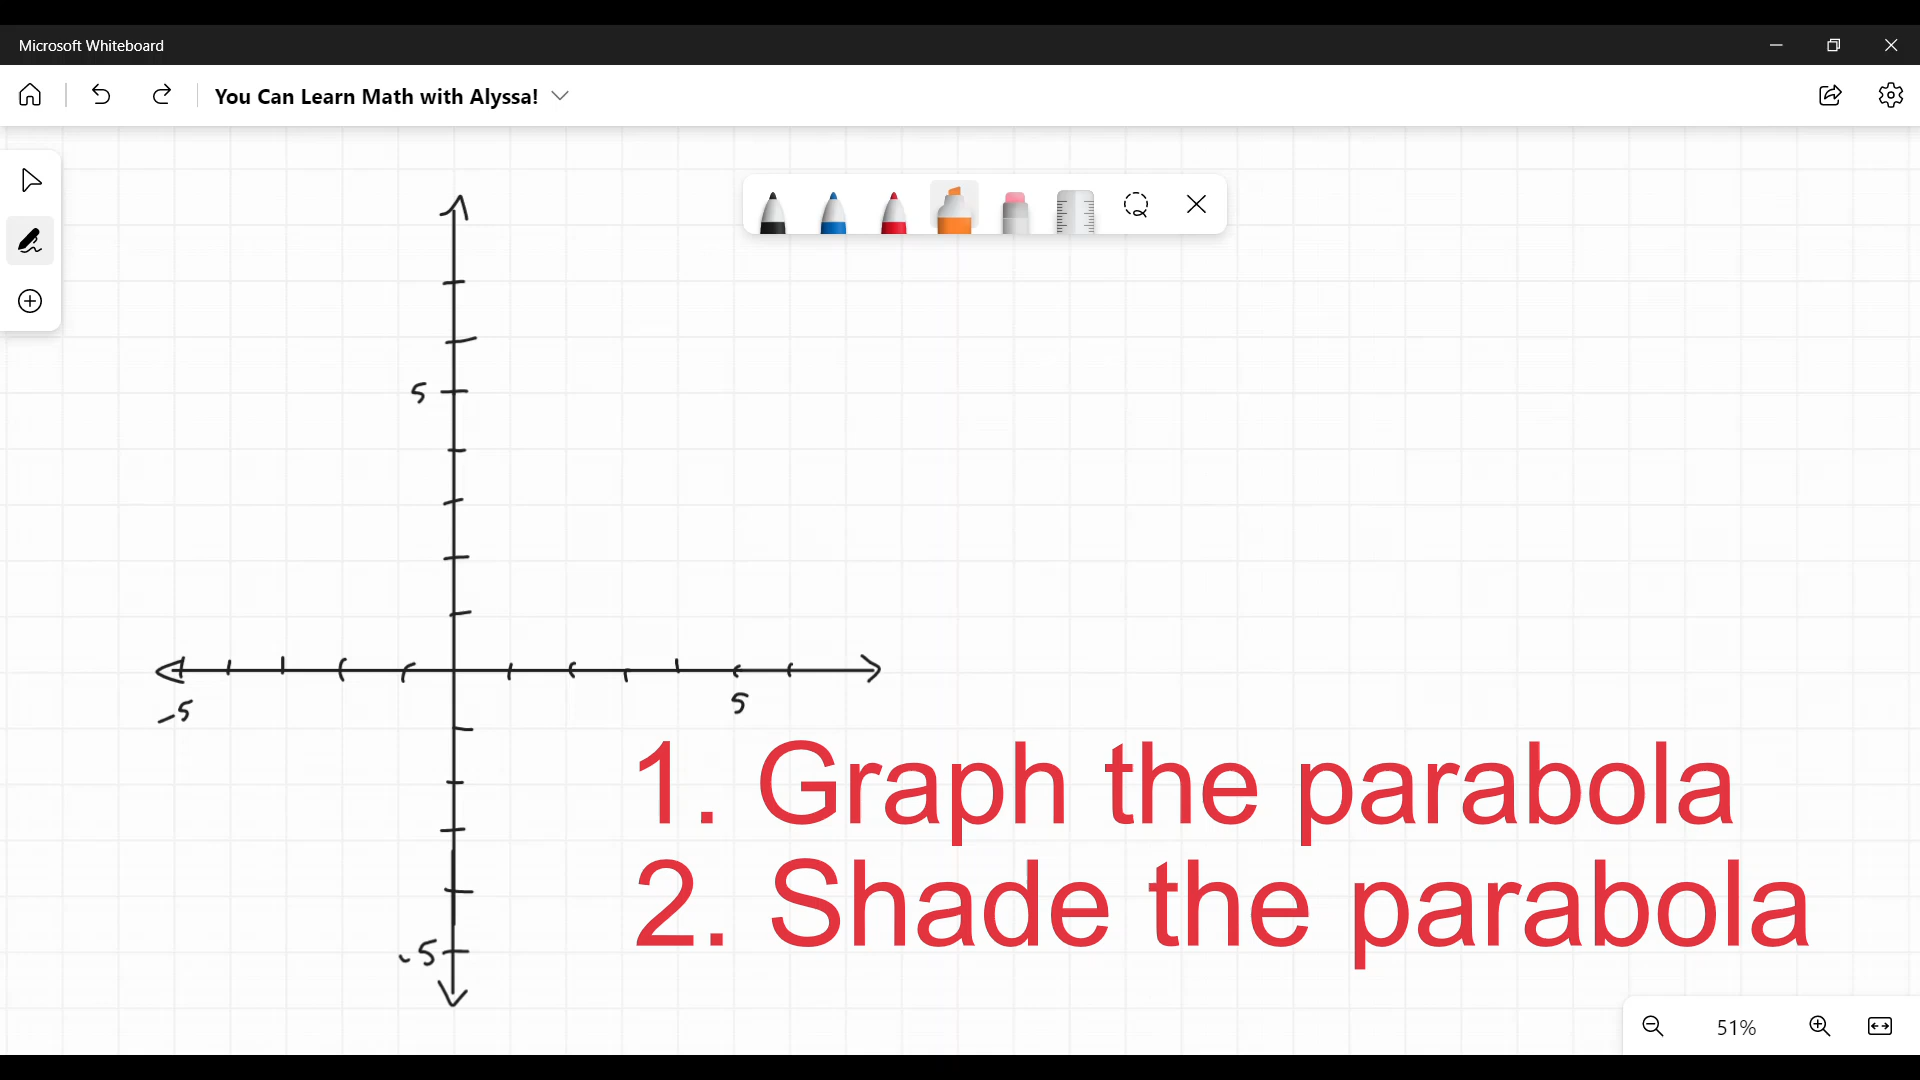 Microsoft Whiteboard
You Can Learn Math with Alyssa!
5
-5
5
1. Graph the parabola
2. Shade the parabola
-5
51%